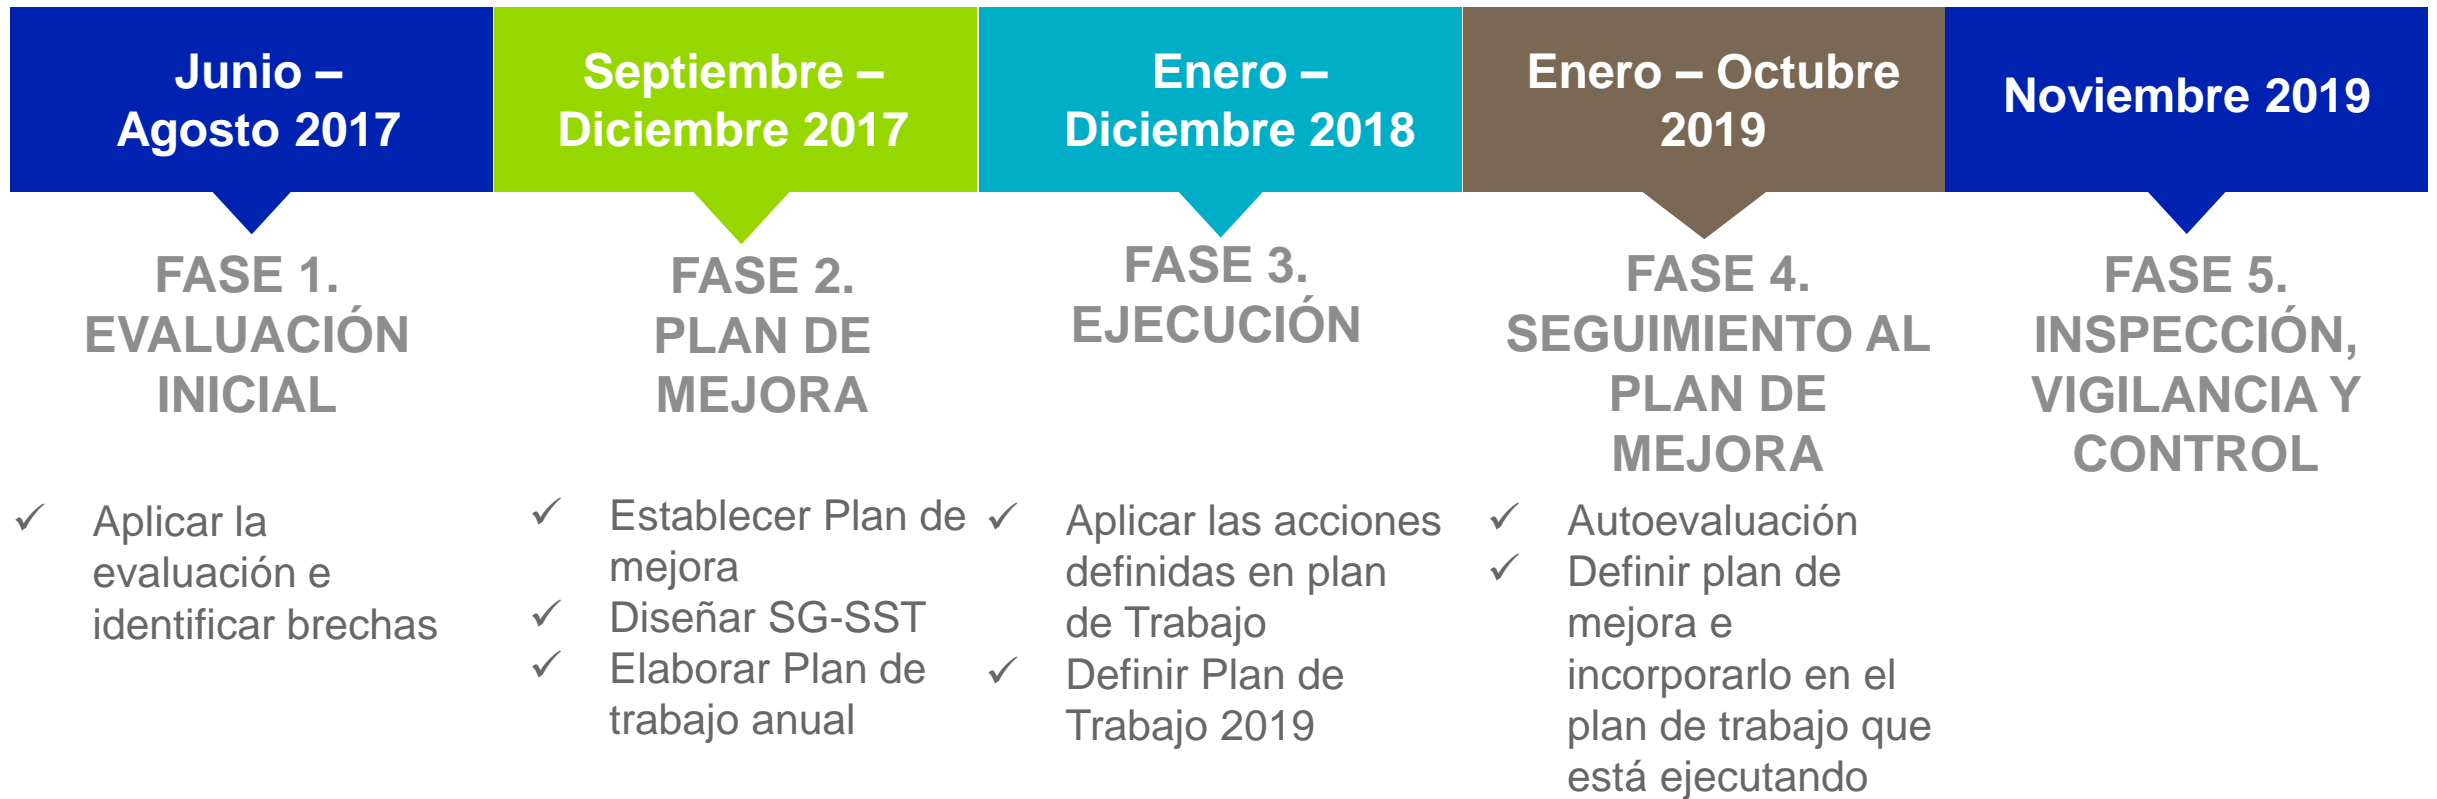 Junio –
Agosto 2017
Septiembre –
Diciembre 2017
Enero –
Diciembre 2018
Enero – Octubre
2019
Noviembre 2019
FASE 1.
EVALUACIÓN
INICIAL
FASE 2.
PLAN DE
MEJORA
FASE 3.
EJECUCIÓN
FASE 4.
SEGUIMIENTO AL
PLAN DE
MEJORA
FASE 5.
INSPECCIÓN,
VIGILANCIA Y
CONTROL
✓ Aplicar la
evaluación e
identificar brechas
✓ Establecer Plan de
mejora
✓ Diseñar SG-SST
✓ Elaborar Plan de
trabajo anual
✓ Aplicar las acciones
definidas en plan
de Trabajo
✓ Definir Plan de
Trabajo 2019
✓ Autoevaluación
✓ Definir plan de
mejora e
incorporarlo en el
plan de trabajo que
está ejecutando